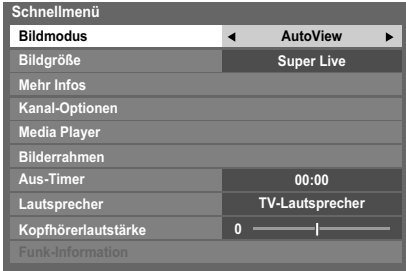 Schnellmenü
Bildmodus AutoView
Bildgröße Super Live
Mehr Infos
Kanal-Optionen
Media Player
Bilderrahmen
Aus-Timer 00:00
Lautsprecher TV-Lautsprecher
Kopfhörerlautstärke 0
Funk-Information